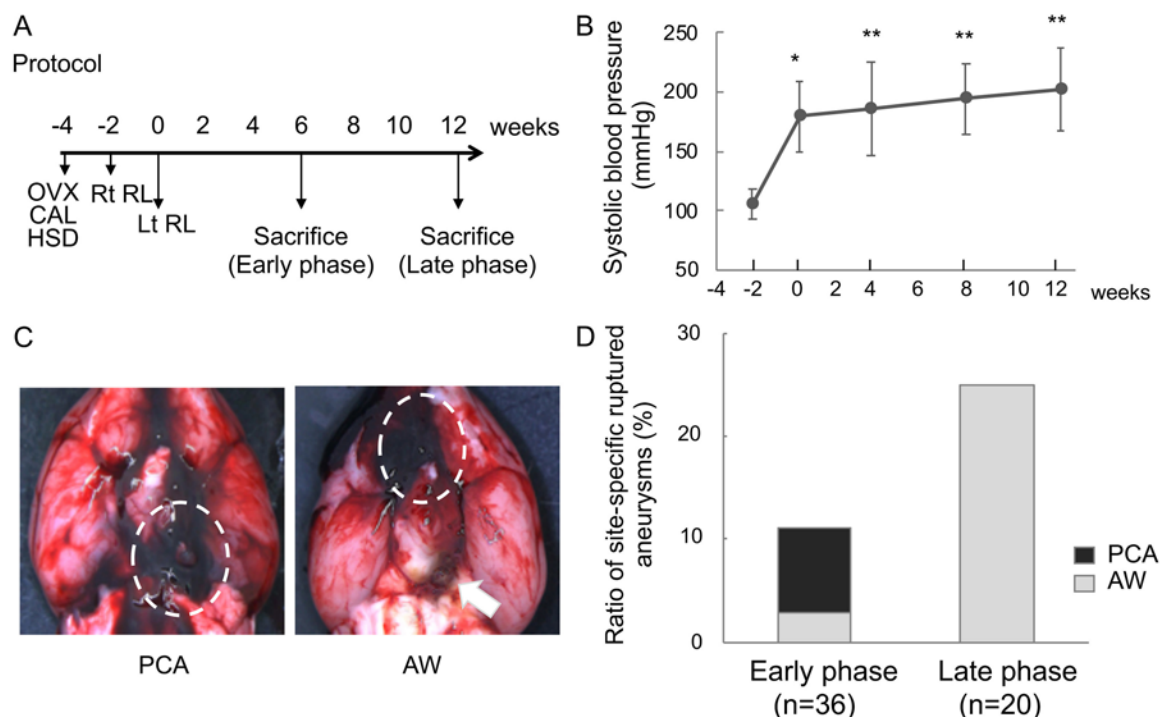 A
Protocol
-4 -2 0 2 4 6 8 10 12 weeks
OVX
CAL
HSD
Rt RL
Lt RL
Sacrifice
(Early phase)
Sacrifice
(Late phase)
B
Systolic blood pressure
(mmHg)
250
200
150
100
50
* ** ** **
-4 -2 0 2 4 6 8 10 12 weeks
C
PCA
AW
D
Ratio of site-specific ruptured
aneurysms (%)
30
20
10
0
PCA
AW
Early phase
(n=36)
Late phase
(n=20)